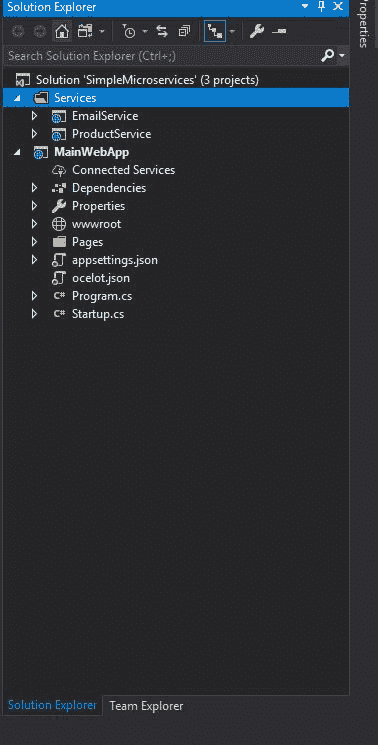 Solution Explorer
Properties
Search Solution Explorer (Ctrl+;)
Solution 'SimpleMicroservices' (3 projects)
Services
EmailService
ProductService
MainWebApp
Connected Services
Dependencies
Properties
wwwroot
Pages
appsettings.json
ocelot.json
C# Program.cs
C# Startup.cs
Solution Explorer Team Explorer